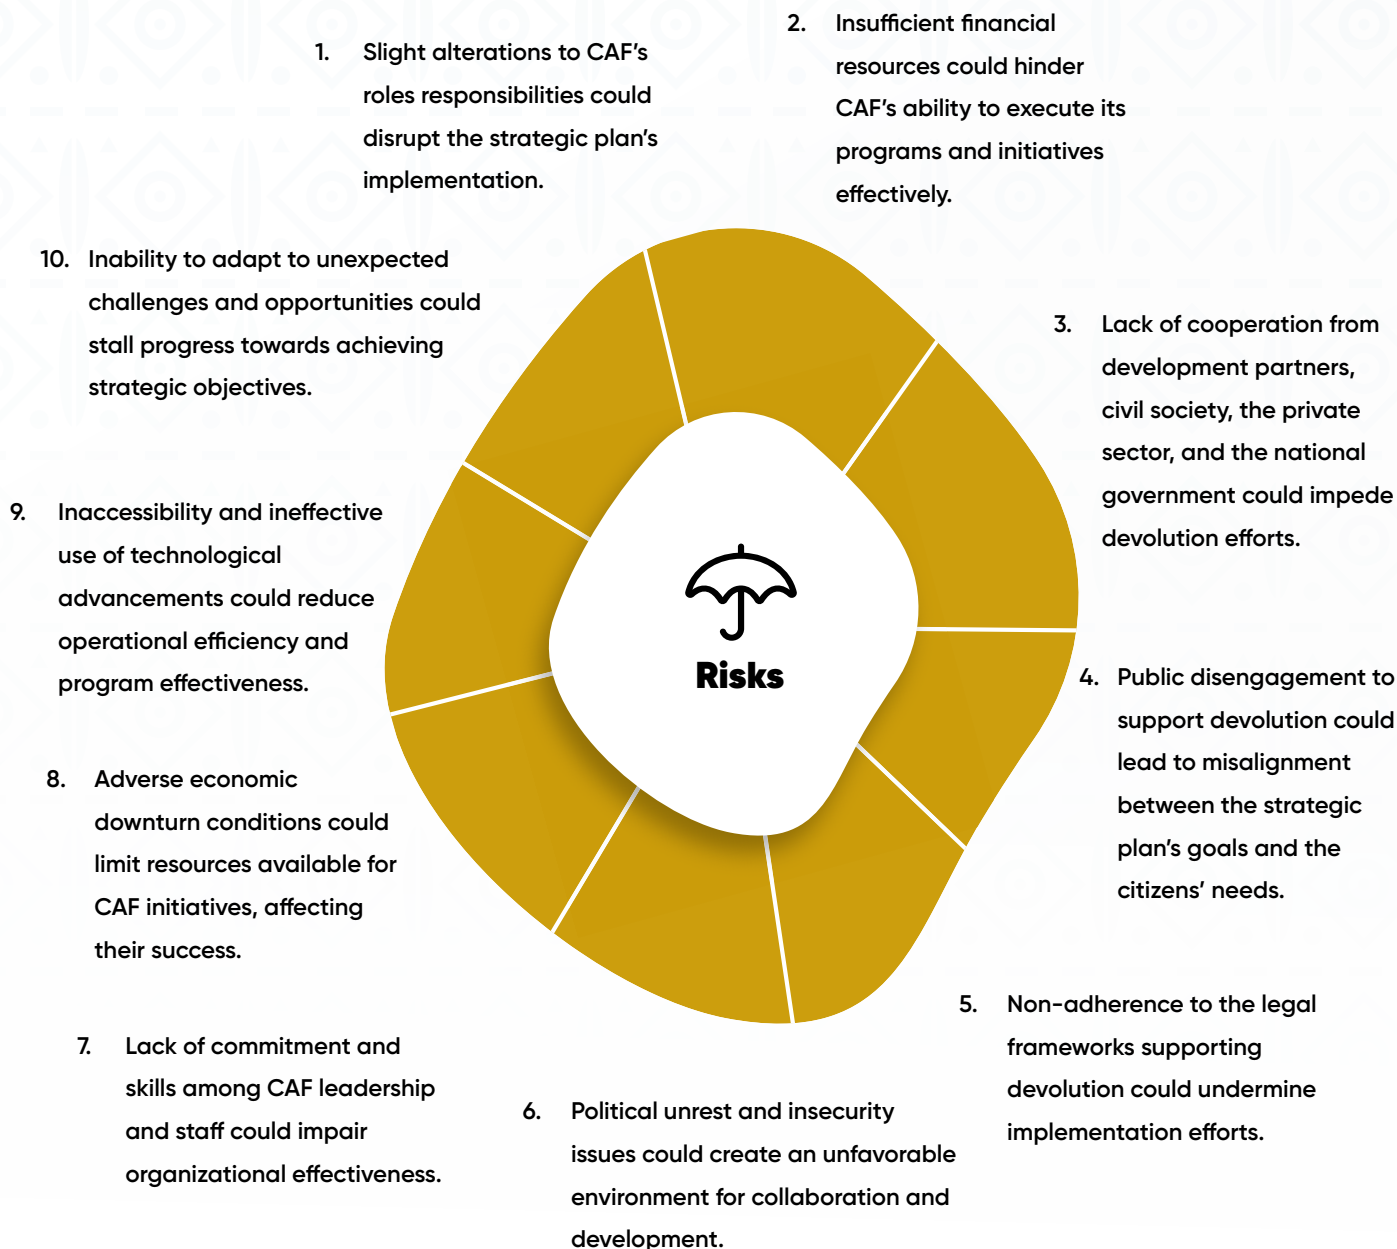 1. Slight alterations to CAF's
roles responsibilities could
disrupt the strategic plan's
implementation.
2. Insufficient financial
resources could hinder
CAF's ability to execute its
programs and initiatives
effectively.
3. Lack of cooperation from
development partners,
civil society, the private
sector, and the national
government could impede
devolution efforts.
4. Public disengagement to
support devolution could
lead to misalignment
between the strategic
plan's goals and the
citizens' needs.
5. Non-adherence to the legal
frameworks supporting
devolution could undermine
implementation efforts.
6. Political unrest and insecurity
issues could create an unfavorable
environment for collaboration and
development.
7. Lack of commitment and
skills among CAF leadership
and staff could impair
organizational effectiveness.
8. Adverse economic
downturn conditions could
limit resources available for
CAF initiatives, affecting
their success.
9. Inaccessibility and ineffective
use of technological
advancements could reduce
operational efficiency and
program effectiveness.
10. Inability to adapt to unexpected
challenges and opportunities could
stall progress towards achieving
strategic objectives.
Risks